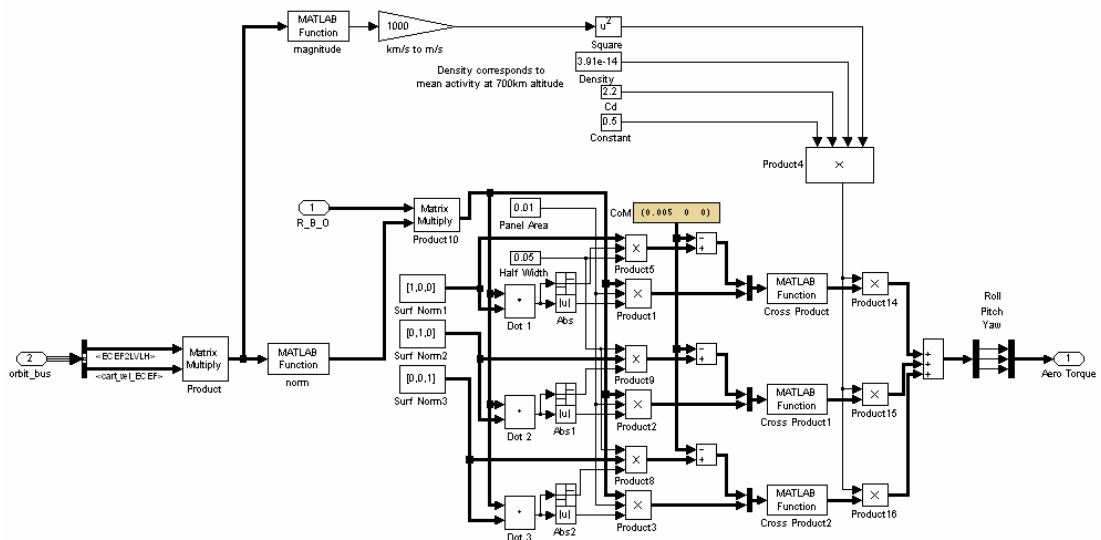 MATLAB
Function
magnitude
1000
km/s to m/s
u²
Square
Density corresponds to
mean activity at 700km altitude
3.91e-14
Density
2.2
Cd
0.5
Constant
Product4
×
1
R_B_O
Matrix
Multiply
Product10
0.01
Panel Area
CoM
(0.005 0 0)
0.05
Half Width
×
Product5
-
+
[1,0,0]
Surf Norm1
Dot 1
|u|
Abs
×
Product1
MATLAB
Function
Cross Product
×
Product14
Roll
Pitch
Yaw
[0,1,0]
Surf Norm2
2
orbit_bus
<ECEF2LVLH>
<cart_vel_ECEF>
Matrix
Multiply
Product
MATLAB
Function
norm
[0,0,1]
Surf Norm3
×
Product9
-
+
+
+
+
1
Aero Torque
Dot 2
|u|
Abs1
×
Product2
MATLAB
Function
Cross Product1
×
Product15
×
Product8
-
+
Dot 3
|u|
Abs2
×
Product3
MATLAB
Function
Cross Product2
×
Product16